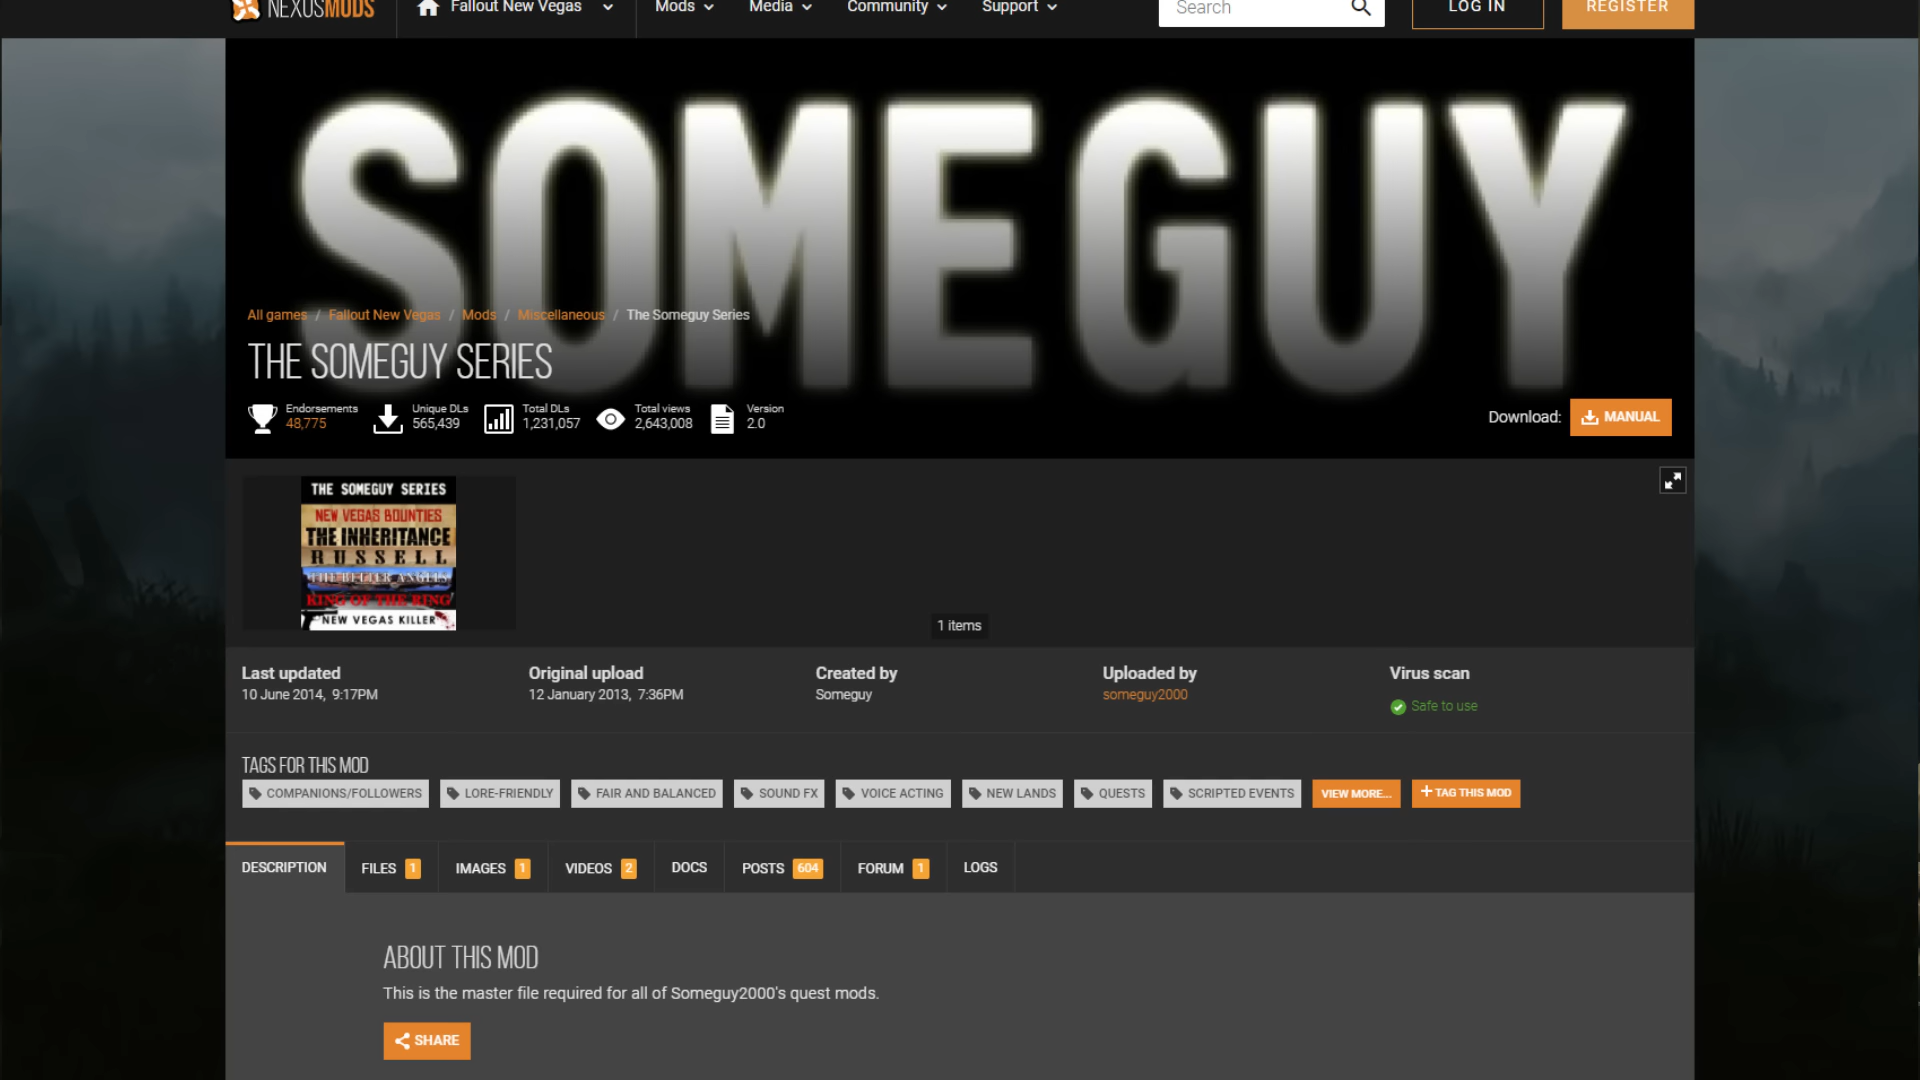 NEXUSMODS
Fallout New Vegas
Mods
Media
Community
Support
Search
LOG IN
REGISTER
SOMEGUY
All games / Fallout New Vegas / Mods / Miscellaneous / The Someguy Series
THE SOMEGUY SERIES
Endorsements
48,775
Unique DLs
565,439
Total DLs
1,231,057
Total views
2,643,008
Version
2.0
Download:
MANUAL
THE SOMEGUY SERIES
NEW VEGAS BOUNTIES
THE INHERITANCE
RUSSELL
THE BETTER ANGELS
KING OF THE RING
NEW VEGAS KILLER
1 items
Last updated
10 June 2014, 9:17PM
Original upload
12 January 2013, 7:36PM
Created by
Someguy
Uploaded by
someguy2000
Virus scan
Safe to use
TAGS FOR THIS MOD
COMPANIONS/FOLLOWERS
LORE-FRIENDLY
FAIR AND BALANCED
SOUND FX
VOICE ACTING
NEW LANDS
QUESTS
SCRIPTED EVENTS
VIEW MORE...
+ TAG THIS MOD
DESCRIPTION
FILES 1
IMAGES 1
VIDEOS 2
DOCS
POSTS 604
FORUM 1
LOGS
ABOUT THIS MOD
This is the master file required for all of Someguy2000's quest mods.
SHARE